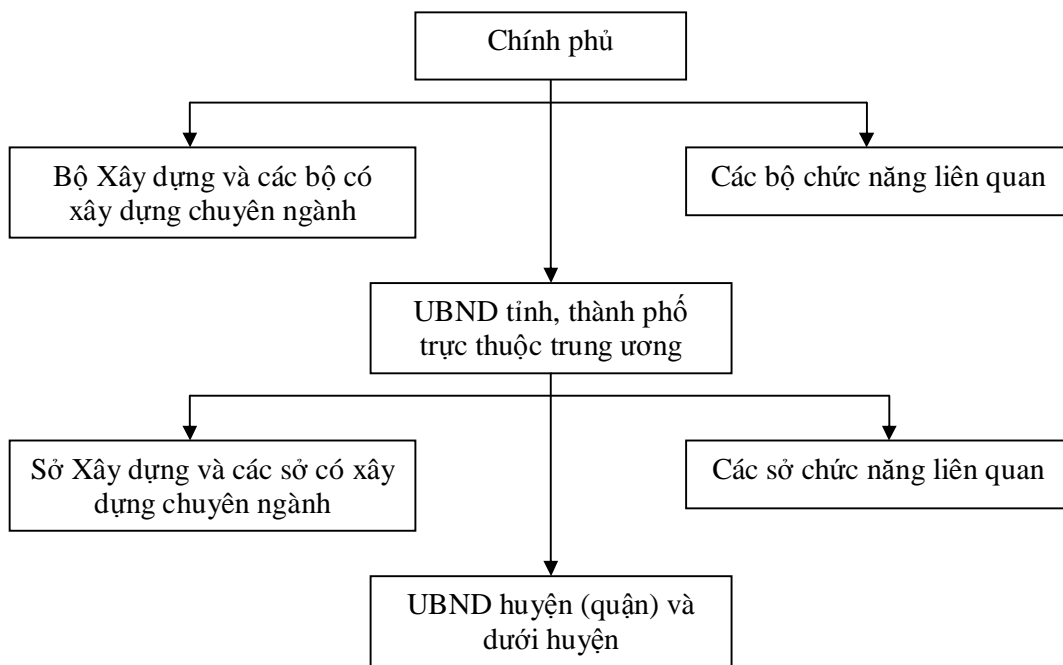 Chính phủ
Bộ Xây dựng và các bộ có
xây dựng chuyên ngành
Các bộ chức năng liên quan
UBND tỉnh, thành phố
trực thuộc trung ương
Sở Xây dựng và các sở có xây
dựng chuyên ngành
Các sở chức năng liên quan
UBND huyện (quận) và
dưới huyện